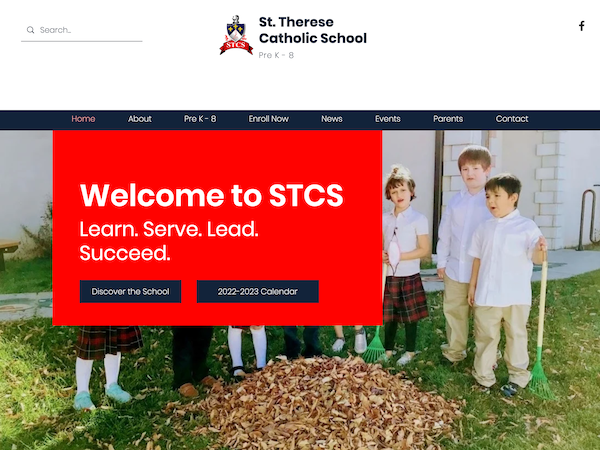 Search...
STCS
St. Therese
Catholic School
Pre K - 8
Home About Pre K - 8 Enroll Now News Events Parents Contact
Welcome to STCS
Learn. Serve. Lead.
Succeed.
Discover the School 2022-2023 Calendar